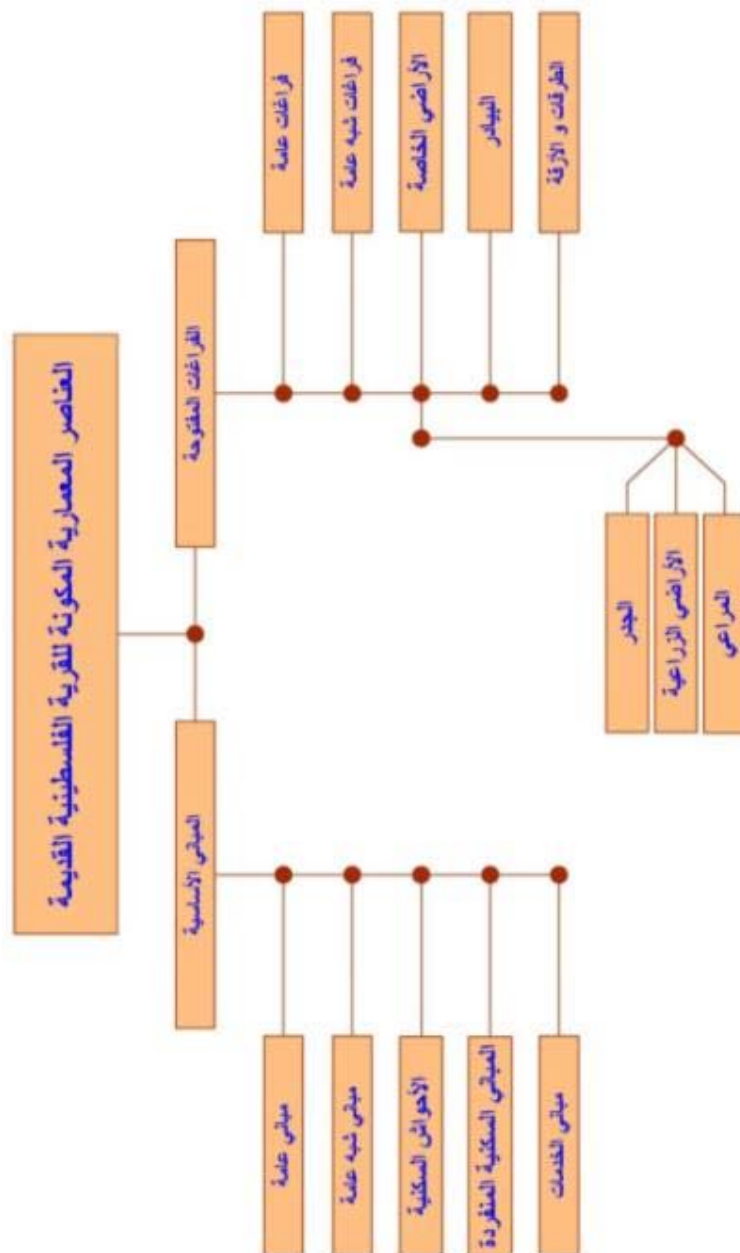 العناصر المعمارية المكونة للقرية الفلسطينية القديمة
الفراغات المفتوحة
فراغات عامة
فراغات شبه عامة
الأراضي الخاصة
البيادر
الطرقات و الأزقة
الجدر
الأراضي الزراعية
المراعي
المباني الأساسية
مباني عامة
مباني شبه عامة
الأحواش السكنية
المباني السكنية المنفردة
مباني الخدمات